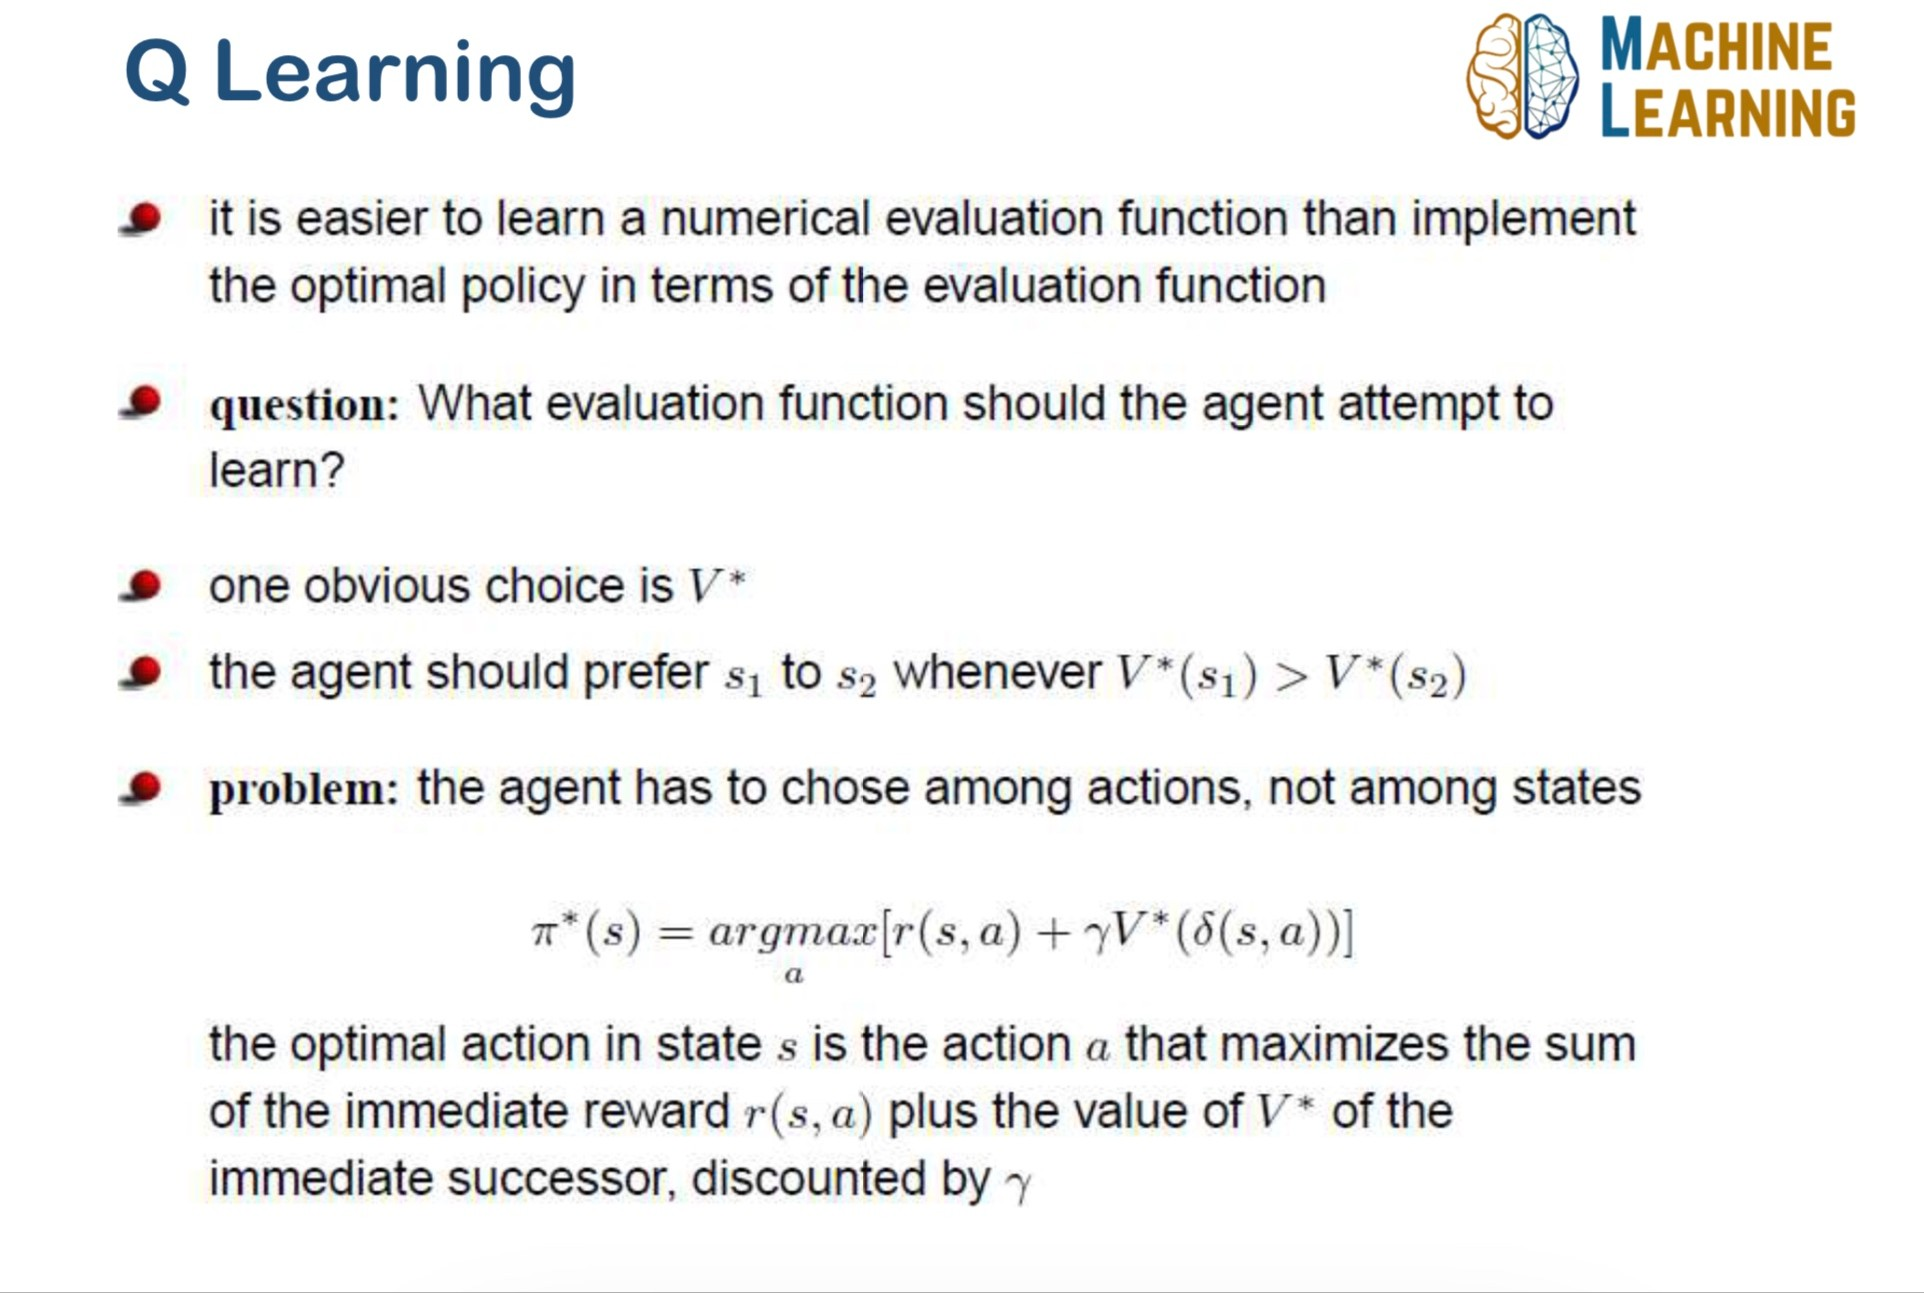 Q Learning
MACHINE
LEARNING
it is easier to learn a numerical evaluation function than implement
the optimal policy in terms of the evaluation function
question: What evaluation function should the agent attempt to
learn?
one obvious choice is V*
the agent should prefer s₁ to s₂ whenever V*(s₁) > V*(s₂)
problem: the agent has to chose among actions, not among states
π*(s) = argmax[r(s, a) + γV*(δ(s, a))]
a
the optimal action in state s is the action a that maximizes the sum
of the immediate reward r(s, a) plus the value of V* of the
immediate successor, discounted by γ